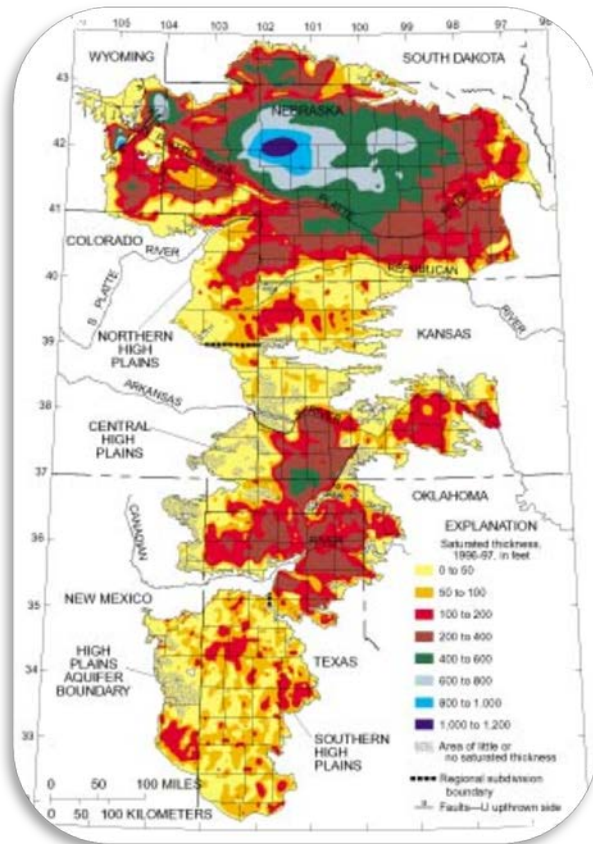 105 104 103 102 101 100 99 98 97 96
WYOMING
SOUTH DAKOTA
43
NEBRASKA
42
PLATTE RIVER
PLATTE
41
COLORADO
RIVER
REPUBLICAN
40
S PLATTE
RIVER
NORTHERN
HIGH
PLAINS
KANSAS
39
ARKANSAS
38
CENTRAL
HIGH
PLAINS
37
OKLAHOMA
CANADIAN
RIVER
36
EXPLANATION
Saturated thickness,
1996-97, in feet
0 to 50
50 to 100
100 to 200
200 to 400
400 to 600
600 to 800
800 to 1,000
1,000 to 1,200
Area of little or
no saturated thickness
Regional subdivision
boundary
Faults—U upthrown side
35
NEW MEXICO
HIGH
PLAINS
AQUIFER
BOUNDARY
TEXAS
34
33
SOUTHERN
HIGH
PLAINS
0 50 100 MILES
0 50 100 KILOMETERS